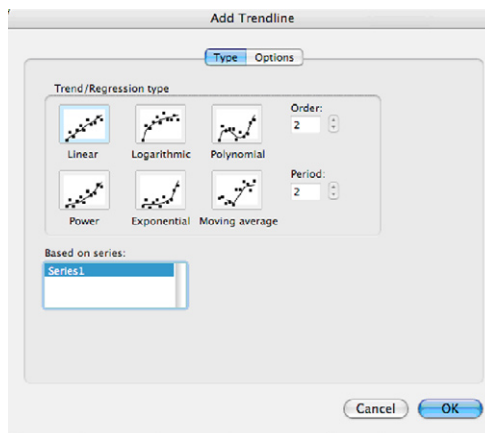 Add Trendline
Type Options
Trend/Regression type
Order:
2
Linear Logarithmic Polynomial
Period:
2
Power Exponential Moving average
Based on series:
Series1
Cancel OK